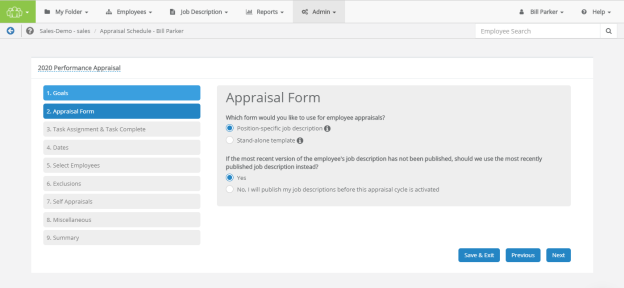 My Folder Employees Job Description Reports Admin Bill Parker Help
Sales-Demo - sales / Appraisal Schedule - Bill Parker Employee Search
2020 Performance Appraisal
1. Goals
2. Appraisal Form
3. Task Assignment & Task Complete
4. Dates
5. Select Employees
6. Exclusions
7. Self Appraisals
8. Miscellaneous
9. Summary
Appraisal Form
Which form would you like to use for employee appraisals?
Position-specific job description
Stand-alone template
If the most recent version of the employee's job description has not been published, should we use the most recently
published job description instead?
Yes
No, I will publish my job descriptions before this appraisal cycle is activated
Save & Exit Previous Next